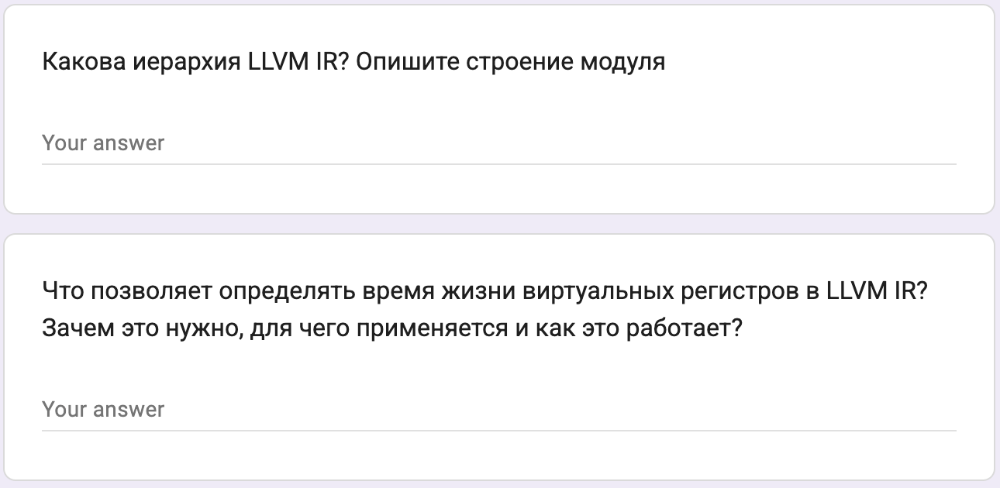 Какова иерархия LLVM IR? Опишите строение модуля
Your answer
Что позволяет определять время жизни виртуальных регистров в LLVM IR?
Зачем это нужно, для чего применяется и как это работает?
Your answer